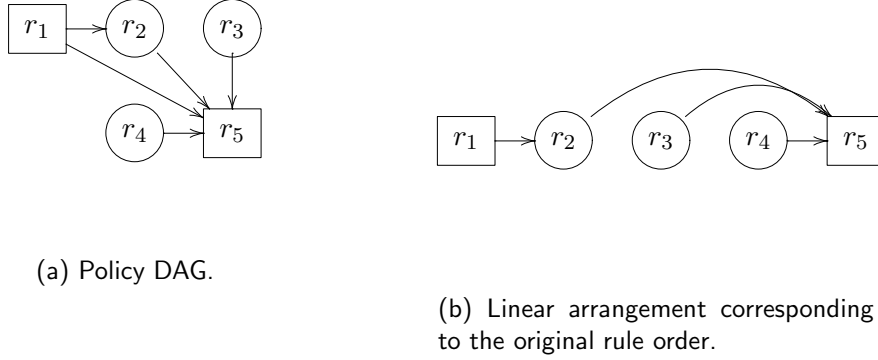 r1 r2 r3
r4 r5
r1 r2 r3 r4 r5
(a) Policy DAG.
(b) Linear arrangement corresponding
to the original rule order.